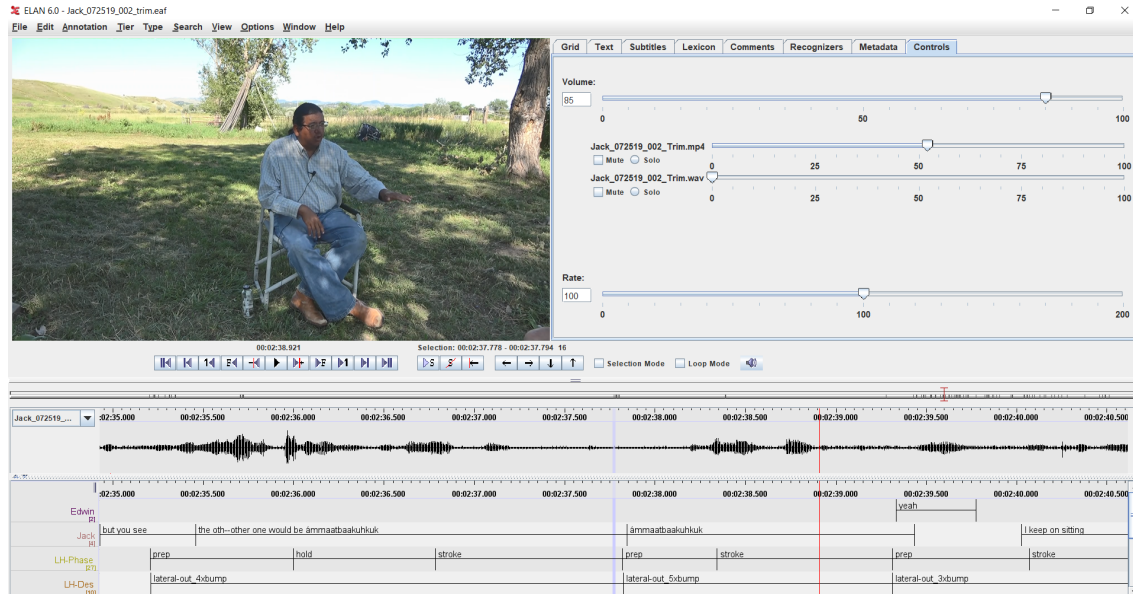 ELAN 6.0 - Jack_072519_002_trim.eaf
File Edit Annotation Tier Type Search View Options Window Help
Grid Text Subtitles Lexicon Comments Recognizers Metadata Controls
Volume:
85
0 50 100
Jack_072519_002_Trim.mp4
Mute Solo
0 25 50 75 100
Jack_072519_002_Trim.wav
Mute Solo
0 25 50 75 100
Rate:
100
0 100 200
00:02:38.921
Selection: 00:02:37.778 - 00:02:37.794 16
Selection Mode Loop Mode
Jack_072519_...
:02:35.000 00:02:35.500 00:02:36.000 00:02:36.500 00:02:37.000 00:02:37.500 00:02:38.000 00:02:38.500 00:02:39.000 00:02:39.500 00:02:40.000 00:02:40.500
:02:35.000 00:02:35.500 00:02:36.000 00:02:36.500 00:02:37.000 00:02:37.500 00:02:38.000 00:02:38.500 00:02:39.000 00:02:39.500 00:02:40.000 00:02:40.500
Edwin yeah
Jack but you see the oth--other one would be ámmaatbaakuhkuk ámmaatbaakuhkuk I keep on sitting
[4]
LH-Phase prep hold stroke prep stroke prep stroke
[27]
LH-Des lateral-out_4xbump lateral-out_5xbump lateral-out_3xbump